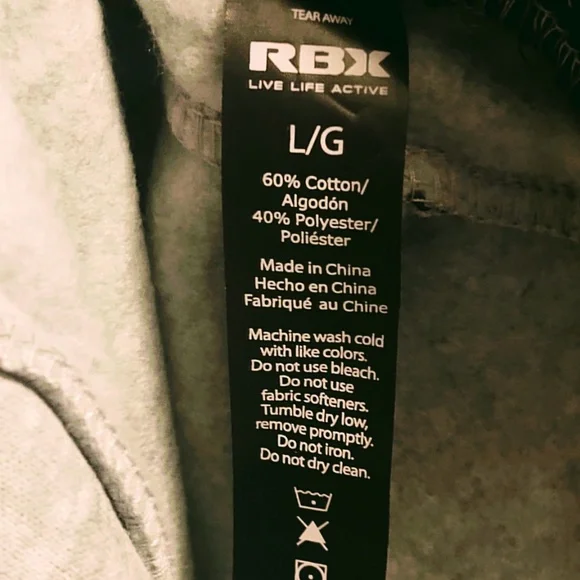 TEAR AWAY
RBX
LIVE LIFE ACTIVE
L/G
60% Cotton/
Algodón
40% Polyester/
Poliéster
Made in China
Hecho en China
Fabriqué au Chine
Machine wash cold
with like colors.
Do not use bleach.
Do not use
fabric softeners.
Tumble dry low,
remove promptly.
Do not iron.
Do not dry clean.